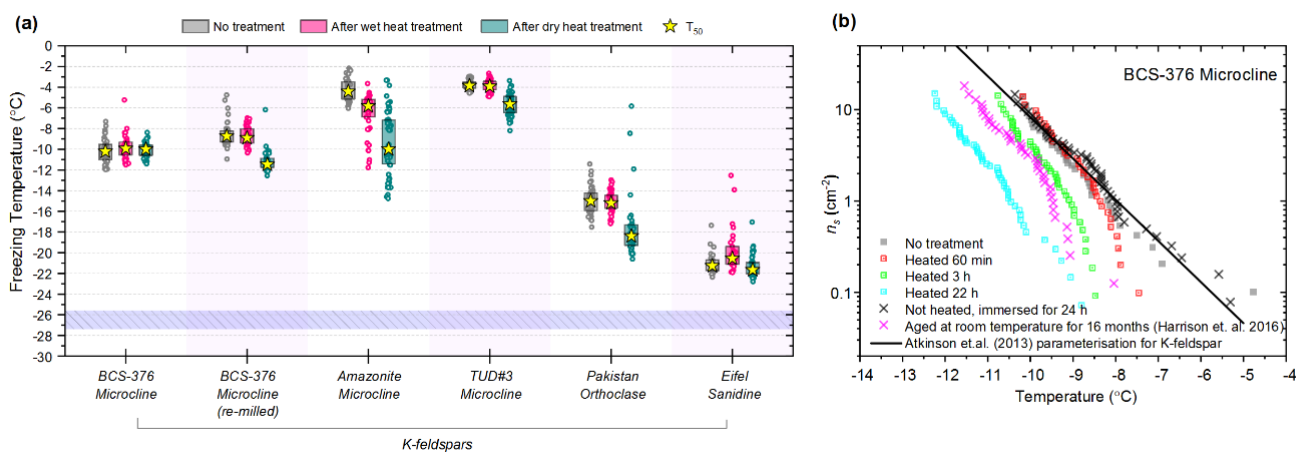 (a)
No treatment
After wet heat treatment
After dry heat treatment
T50
Freezing Temperature (°C)
0
-2
-4
-6
-8
-10
-12
-14
-16
-18
-20
-22
-24
-26
-28
-30
BCS-376
Microcline
BCS-376
Microcline
(re-milled)
Amazonite
Microcline
TUD#3
Microcline
Pakistan
Orthoclase
Eifel
Sanidine
K-feldspars
(b)
BCS-376 Microcline
ns (cm-2)
10
1
0.1
No treatment
Heated 60 min
Heated 3 h
Heated 22 h
Not heated, immersed for 24 h
Aged at room temperature for 16 months (Harrison et. al. 2016)
Atkinson et.al. (2013) parameterisation for K-feldspar
-14 -13 -12 -11 -10 -9 -8 -7 -6 -5 -4
Temperature (°C)